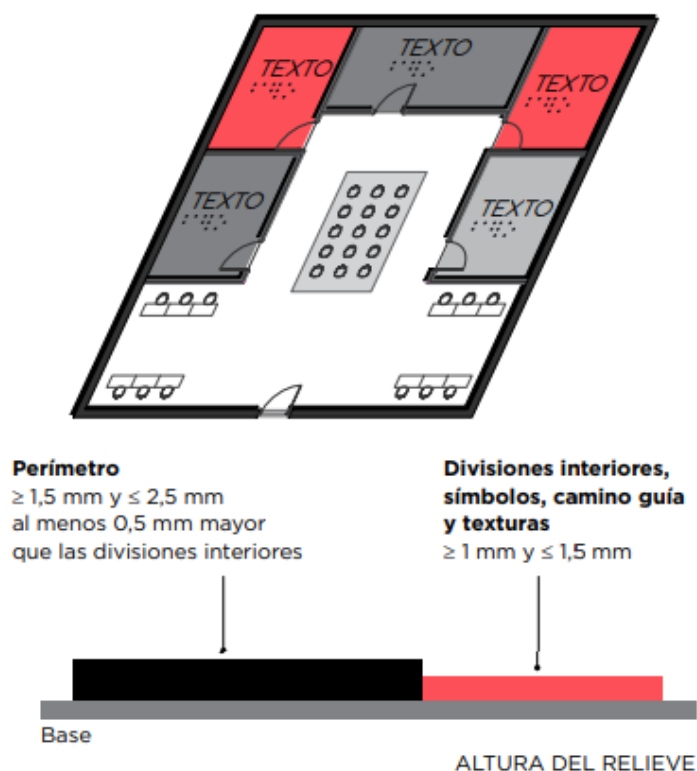 TEXTO
TEXTO
TEXTO
TEXTO
TEXTO
Perímetro
≥ 1,5 mm y ≤ 2,5 mm
al menos 0,5 mm mayor
que las divisiones interiores
Divisiones interiores,
símbolos, camino guía
y texturas
≥ 1 mm y ≤ 1,5 mm
Base
ALTURA DEL RELIEVE